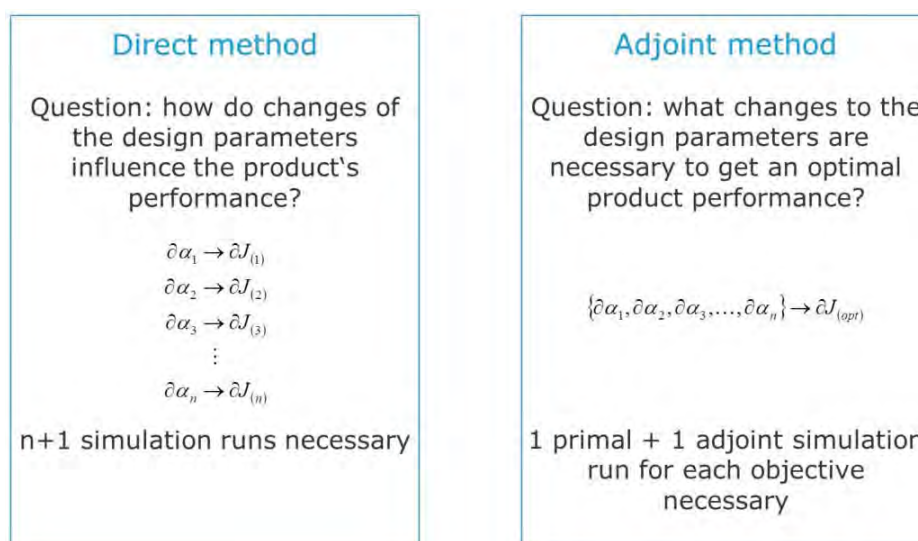 Direct method
Question: how do changes of
the design parameters
influence the product‘s
performance?
∂α₁ → ∂J₍₁₎
∂α₂ → ∂J₍₂₎
∂α₃ → ∂J₍₃₎
⋮
∂αₙ → ∂J₍ₙ₎
n+1 simulation runs necessary
Adjoint method
Question: what changes to the
design parameters are
necessary to get an optimal
product performance?
{∂α₁,∂α₂,∂α₃,...,∂αₙ} → ∂J₍ₒₚₜ₎
1 primal + 1 adjoint simulation
run for each objective
necessary